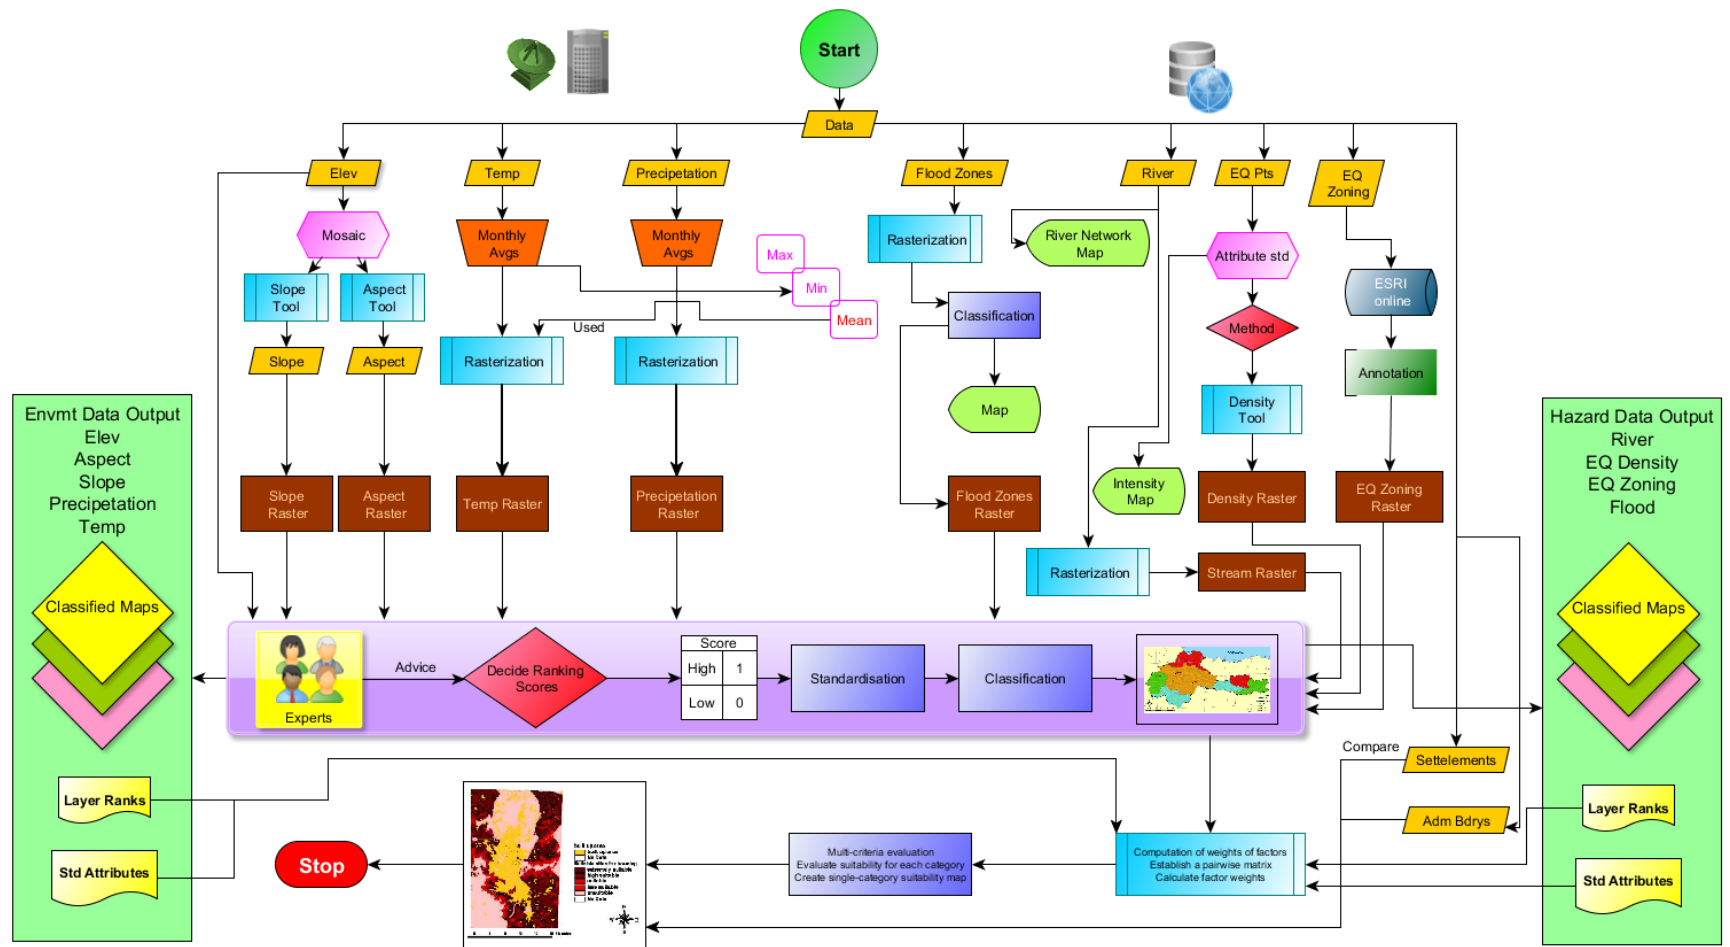 Start
Data
Elev
Temp
Precipetation
Flood Zones
River
EQ Pts
EQ
Zoning
Mosaic
Monthly
Avgs
Monthly
Avgs
Max
Min
Mean
Used
Rasterization
River Network
Map
Attribute std
ESRI
online
Slope
Tool
Aspect
Tool
Classification
Method
Slope
Aspect
Rasterization
Rasterization
Map
Density
Tool
Annotation
Envmt Data Output
Elev
Aspect
Slope
Precipetation
Temp
Classified Maps
Layer Ranks
Std Attributes
Slope
Raster
Aspect
Raster
Temp Raster
Precipetation
Raster
Flood Zones
Raster
Intensity
Map
Density Raster
EQ Zoning
Raster
Rasterization
Stream Raster
Hazard Data Output
River
EQ Density
EQ Zoning
Flood
Classified Maps
Layer Ranks
Std Attributes
Experts
Advice
Decide Ranking
Scores
Score
High 1
Low 0
Standardisation
Classification
Compare
Settelements
Adm Bdrys
Computation of weights of factors
Establish a pairwise matrix
Calculate factor weights
Multi-criteria evaluation
Evaluate suitability for each category
Create single-category suitability map
Stop